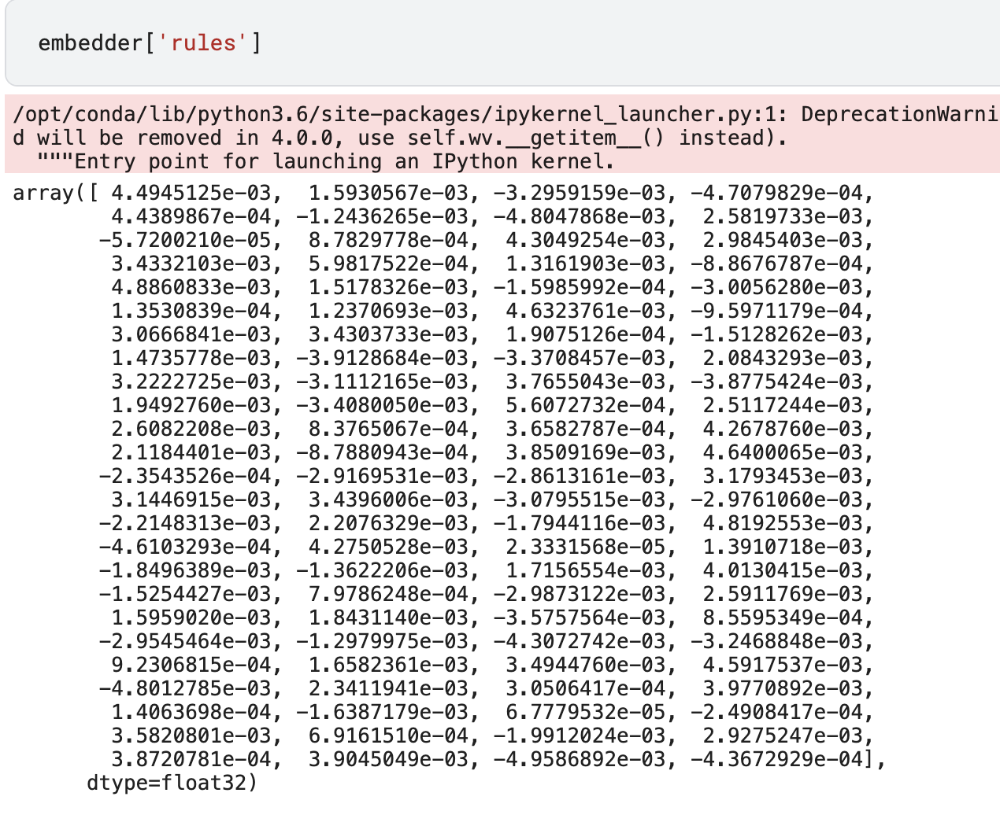 embedder['rules']
/opt/conda/lib/python3.6/site-packages/ipykernel_launcher.py:1: DeprecationWarni
d will be removed in 4.0.0, use self.wv.__getitem__() instead).
"""Entry point for launching an IPython kernel.
array([ 4.4945125e-03,  1.5930567e-03, -3.2959159e-03, -4.7079829e-04,
4.4389867e-04, -1.2436265e-03, -4.8047868e-03,  2.5819733e-03,
-5.7200210e-05,  8.7829778e-04,  4.3049254e-03,  2.9845403e-03,
3.4332103e-03,  5.9817522e-04,  1.3161903e-03, -8.8676787e-04,
4.8860833e-03,  1.5178326e-03, -1.5985992e-04, -3.0056280e-03,
1.3530839e-04,  1.2370693e-03,  4.6323761e-03, -9.5971179e-04,
3.0666841e-03,  3.4303733e-03,  1.9075126e-04, -1.5128262e-03,
1.4735778e-03, -3.9128684e-03, -3.3708457e-03,  2.0843293e-03,
3.2222725e-03, -3.1112165e-03,  3.7655043e-03, -3.8775424e-03,
1.9492760e-03, -3.4080050e-03,  5.6072732e-04,  2.5117244e-03,
2.6082208e-03,  8.3765067e-04,  3.6582787e-04,  4.2678760e-03,
2.1184401e-03, -8.7880943e-04,  3.8509169e-03,  4.6400065e-03,
-2.3543526e-04, -2.9169531e-03, -2.8613161e-03,  3.1793453e-03,
3.1446915e-03,  3.4396006e-03, -3.0795515e-03, -2.9761060e-03,
-2.2148313e-03,  2.2076329e-03, -1.7944116e-03,  4.8192553e-03,
-4.6103293e-04,  4.2750528e-03,  2.3331568e-05,  1.3910718e-03,
-1.8496389e-03, -1.3622206e-03,  1.7156554e-03,  4.0130415e-03,
-1.5254427e-03,  7.9786248e-04, -2.9873122e-03,  2.5911769e-03,
1.5959020e-03,  1.8431140e-03, -3.5757564e-03,  8.5595349e-04,
-2.9545464e-03, -1.2979975e-03, -4.3072742e-03, -3.2468848e-03,
9.2306815e-04,  1.6582361e-03,  3.4944760e-03,  4.5917537e-03,
-4.8012785e-03,  2.3411941e-03,  3.0506417e-04,  3.9770892e-03,
1.4063698e-04, -1.6387179e-03,  6.7779532e-05, -2.4908417e-04,
3.5820801e-03,  6.9161510e-04, -1.9912024e-03,  2.9275247e-03,
3.8720781e-04,  3.9045049e-03, -4.9586892e-03, -4.3672929e-04],
dtype=float32)